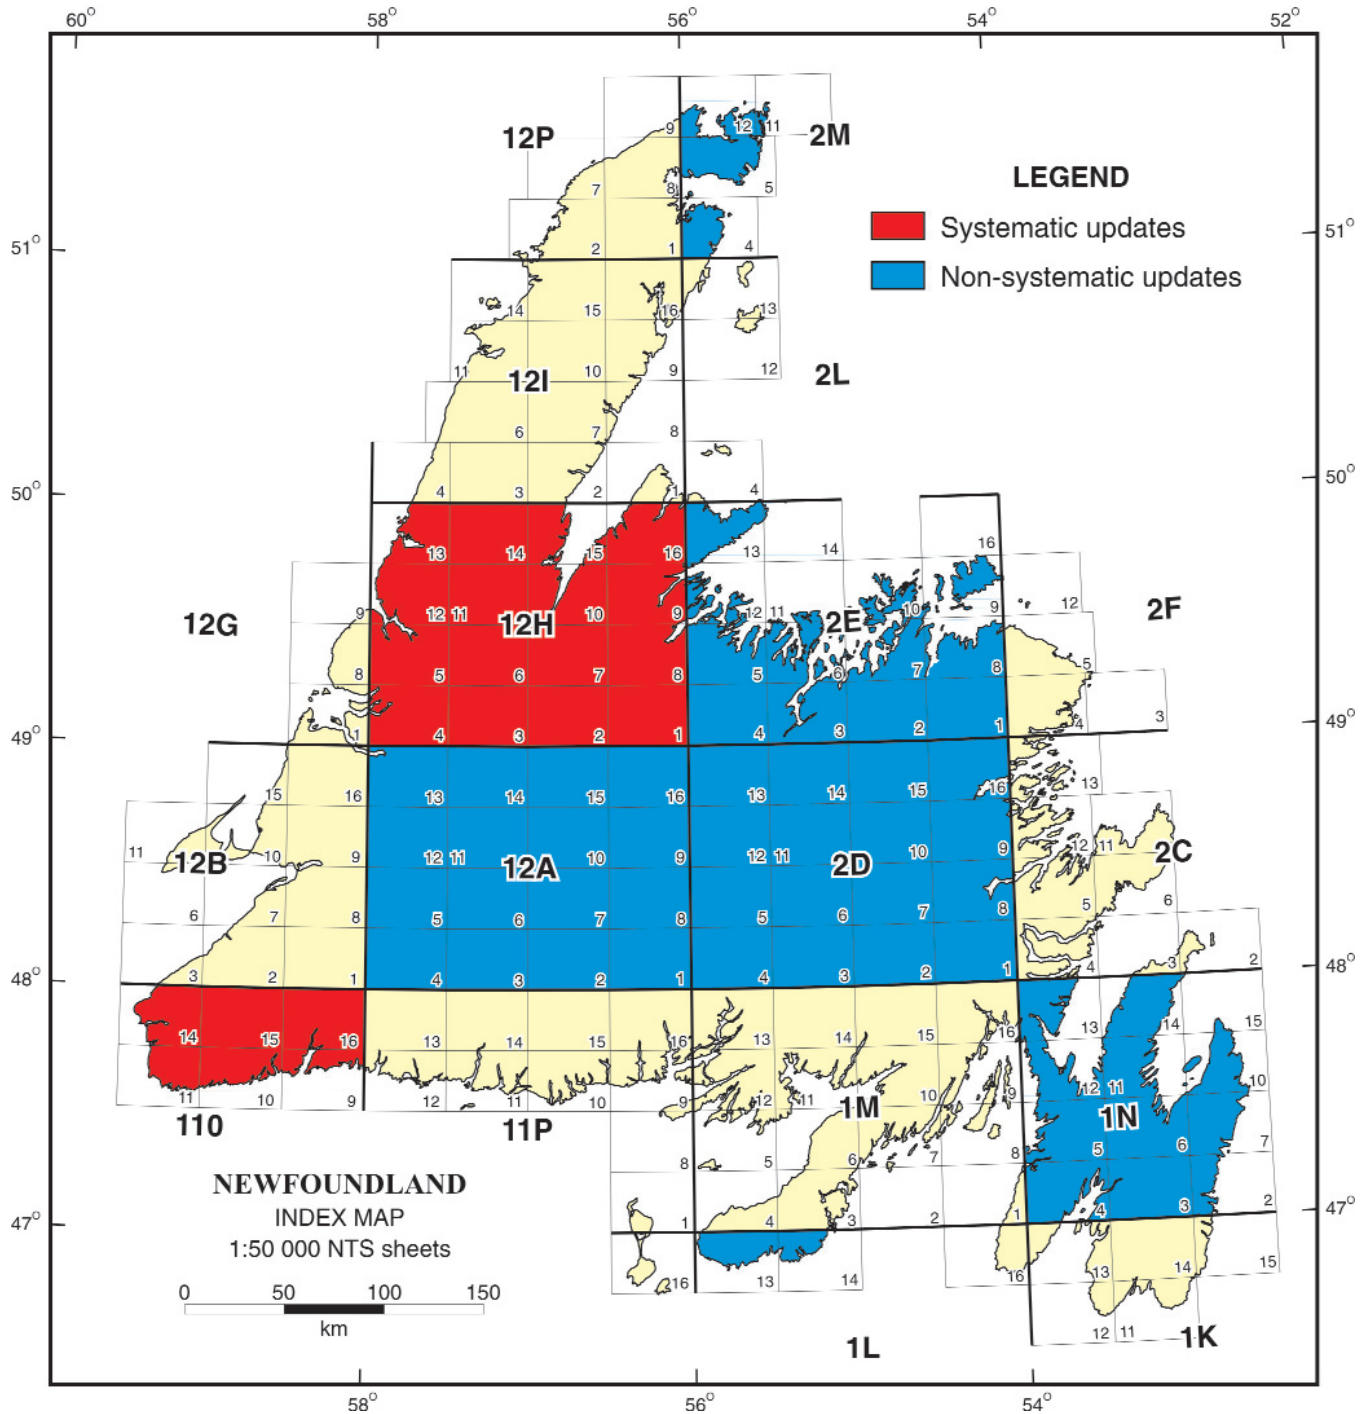 60° 58° 56° 54° 52°
12P 9 12 11 2M
LEGEND
7 8 5
Systematic updates
51° 2 1 4 51°
Non-systematic updates
14 15 16 13
11 12I 10 9 12 2L
6 7 8
50° 4 3 2 1 4 50°
13 14 15 16 13 14 16
12G 9 12 11 12H 10 9 12 11 2E 10 9 12 2F
8 5 6 7 8 5 6 7 8 5
49° 1 4 3 2 1 4 3 2 1 4 3 49°
15 16 13 14 15 16 13 14 15 16 13
11 12B 10 9 12 11 12A 10 9 12 11 2D 10 9 12 11 2C
6 7 8 5 6 7 8 5 6 7 8 5 6
48° 3 2 1 4 3 2 1 4 3 2 1 4 3 2 48°
14 15 16 13 14 15 16 13 14 15 16 13 14 15
11 10 9 12 11 10 9 12 11 1M 10 9 12 11 1N 10
110 11P
8 5 6 7 8 5 6 7
NEWFOUNDLAND
INDEX MAP
47° 1 4 3 2 1 4 3 2 47°
1:50 000 NTS sheets
16 13 14 16 13 14 15
0 50 100 150
km
12 11 1K
1L
58° 56° 54°